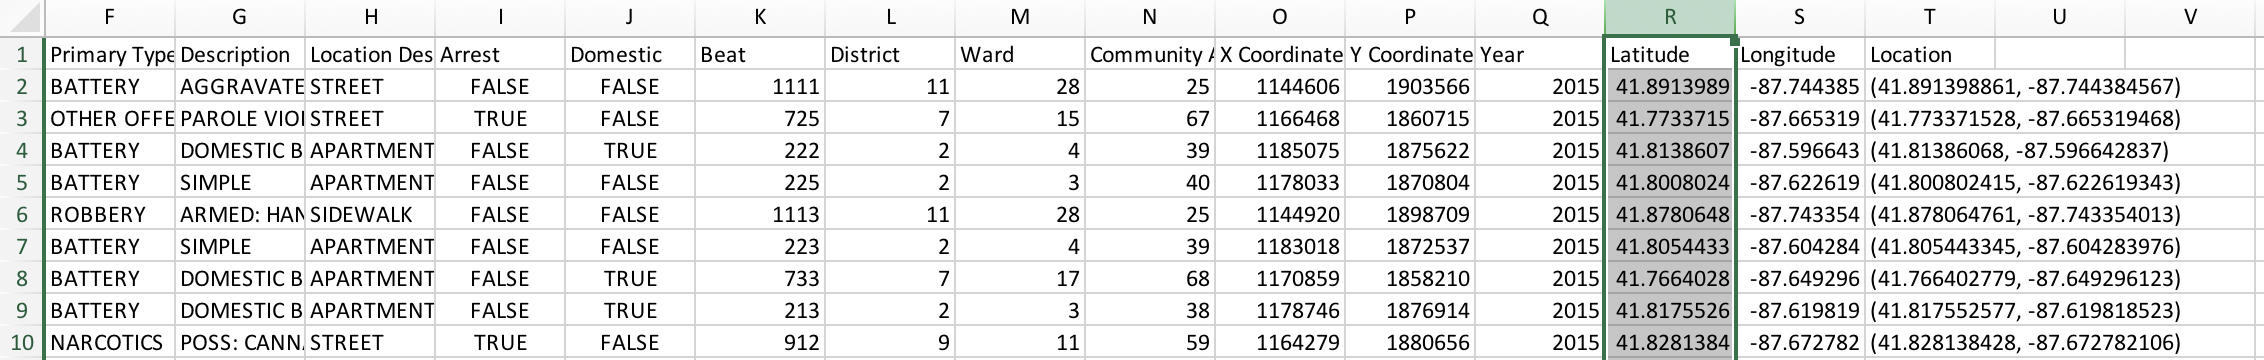 F G H I J K L M N O P Q R S T U V
1 Primary Type Description Location Des Arrest Domestic Beat District Ward Community A X Coordinate Y Coordinate Year Latitude Longitude Location
2 BATTERY AGGRAVATE STREET FALSE FALSE 1111 11 28 25 1144606 1903566 2015 41.8913989 -87.744385 (41.891398861, -87.744384567)
3 OTHER OFFE PAROLE VIOI STREET TRUE FALSE 725 7 15 67 1166468 1860715 2015 41.7733715 -87.665319 (41.773371528, -87.665319468)
4 BATTERY DOMESTIC B APARTMENT FALSE TRUE 222 2 4 39 1185075 1875622 2015 41.8138607 -87.596643 (41.81386068, -87.596642837)
5 BATTERY SIMPLE APARTMENT FALSE FALSE 225 2 3 40 1178033 1870804 2015 41.8008024 -87.622619 (41.800802415, -87.622619343)
6 ROBBERY ARMED: HAN SIDEWALK FALSE FALSE 1113 11 28 25 1144920 1898709 2015 41.8780648 -87.743354 (41.878064761, -87.743354013)
7 BATTERY SIMPLE APARTMENT FALSE FALSE 223 2 4 39 1183018 1872537 2015 41.8054433 -87.604284 (41.805443345, -87.604283976)
8 BATTERY DOMESTIC B APARTMENT FALSE TRUE 733 7 17 68 1170859 1858210 2015 41.7664028 -87.649296 (41.766402779, -87.649296123)
9 BATTERY DOMESTIC B APARTMENT FALSE TRUE 213 2 3 38 1178746 1876914 2015 41.8175526 -87.619819 (41.817552577, -87.619818523)
10 NARCOTICS POSS: CANN STREET TRUE FALSE 912 9 11 59 1164279 1880656 2015 41.8281384 -87.672782 (41.828138428, -87.672782106)